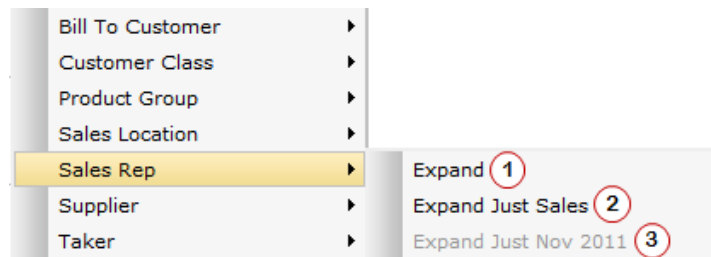 Bill To Customer
Customer Class
Product Group
Sales Location
Sales Rep
Expand 1
Supplier
Expand Just Sales 2
Taker
Expand Just Nov 2011 3